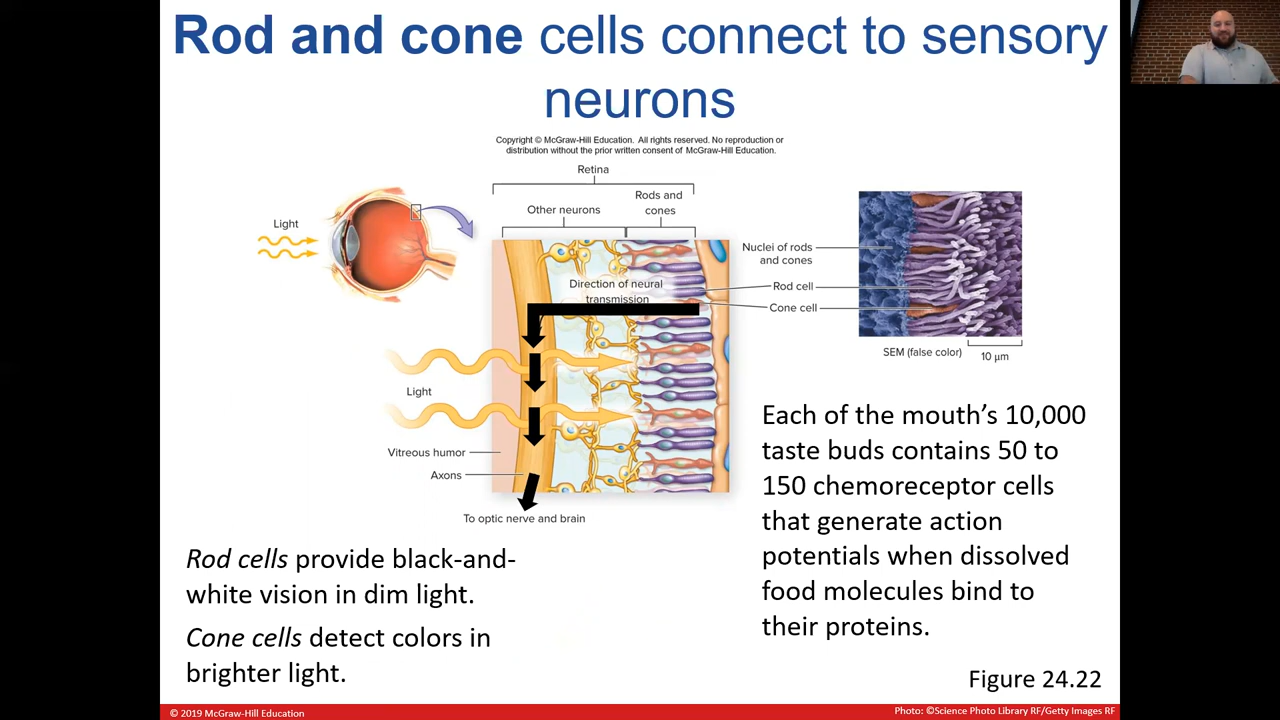 Rod and cone cells connect to sensory
neurons
Copyright © McGraw-Hill Education. All rights reserved. No reproduction or
distribution without the prior written consent of McGraw-Hill Education.
Retina
Other neurons
Rods and
cones
Light
Direction of neural
transmission
Nuclei of rods
and cones
Rod cell
Cone cell
SEM (false color)
10 µm
Light
Vitreous humor
Axons
To optic nerve and brain
Rod cells provide black-and-
white vision in dim light.
Cone cells detect colors in
brighter light.
Each of the mouth’s 10,000
taste buds contains 50 to
150 chemoreceptor cells
that generate action
potentials when dissolved
food molecules bind to
their proteins.
Figure 24.22
© 2019 McGraw-Hill Education
Photo: ©Science Photo Library RF/Getty Images RF